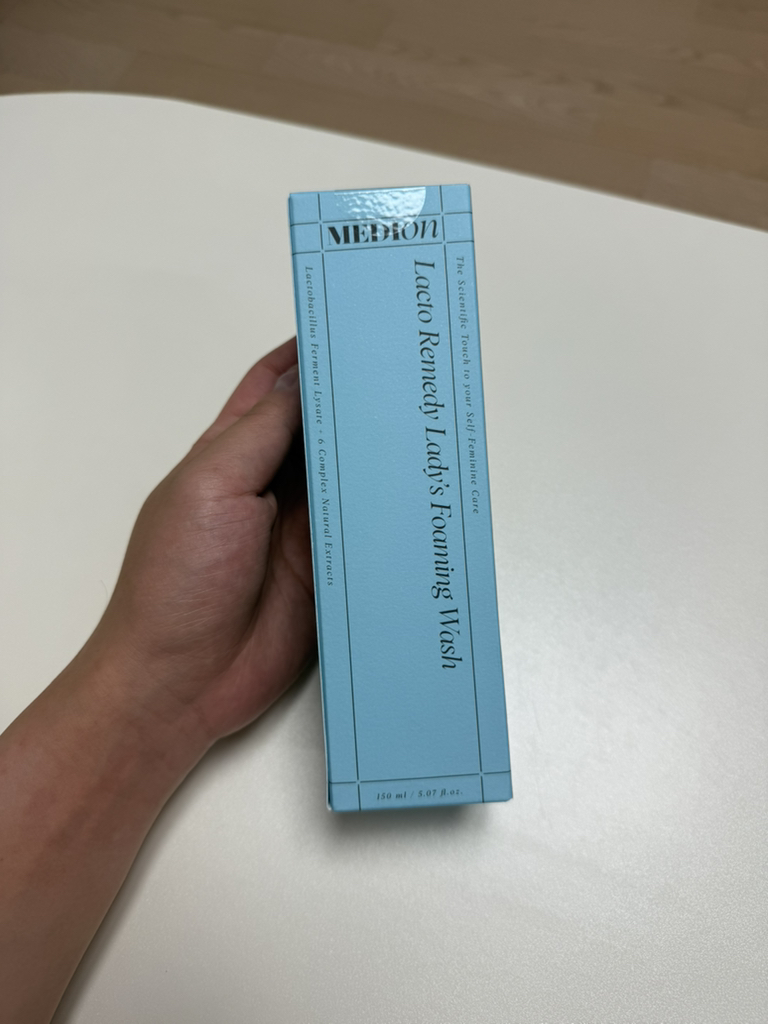 MEDION
The Scientific Touch to your Self-Feminine Care
Lacto Remedy Lady's Foaming Wash
Lactobacillus Ferment Lysate + 6 Complex Natural Extracts
150 ml / 5.07 fl.oz.